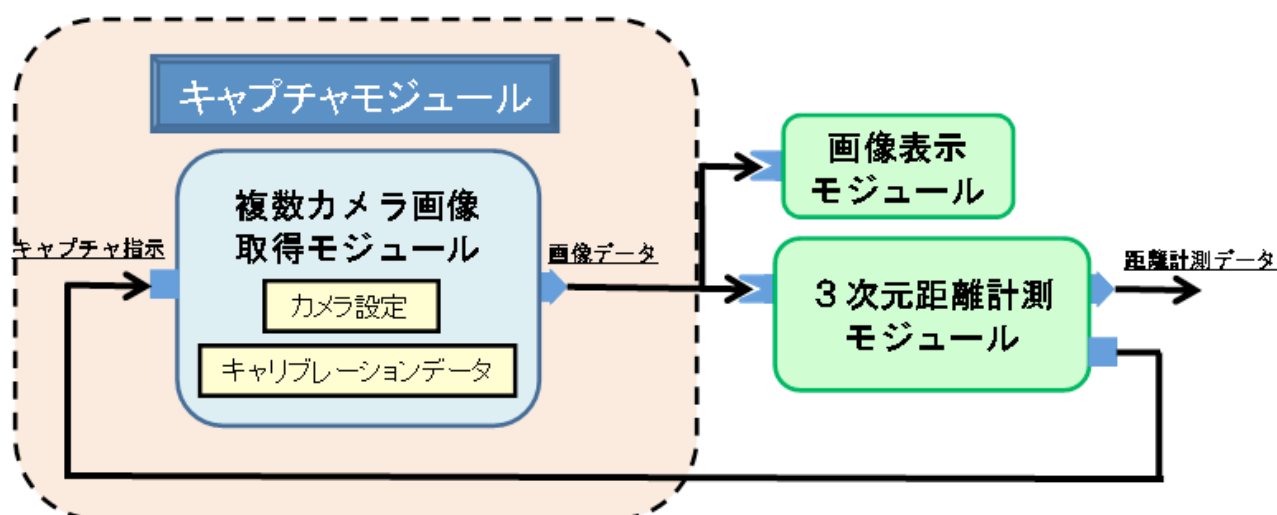 キャプチャモジュール
複数カメラ画像
取得モジュール
カメラ設定
キャリブレーションデータ
キャプチャ指示
画像データ
画像表示
モジュール
3次元距離計測
モジュール
距離計測データ